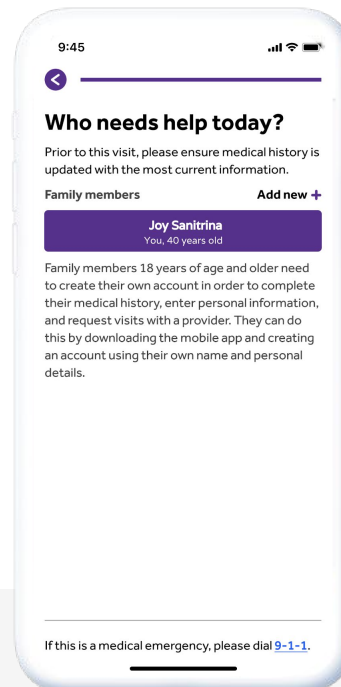 9:45
Who needs help today?
Prior to this visit, please ensure medical history is
updated with the most current information.
Family members Add new +
Joy Sanitrina
You, 40 years old
Family members 18 years of age and older need
to create their own account in order to complete
their medical history, enter personal information,
and request visits with a provider. They can do
this by downloading the mobile app and creating
an account using their own name and personal
details.
If this is a medical emergency, please dial 9-1-1.